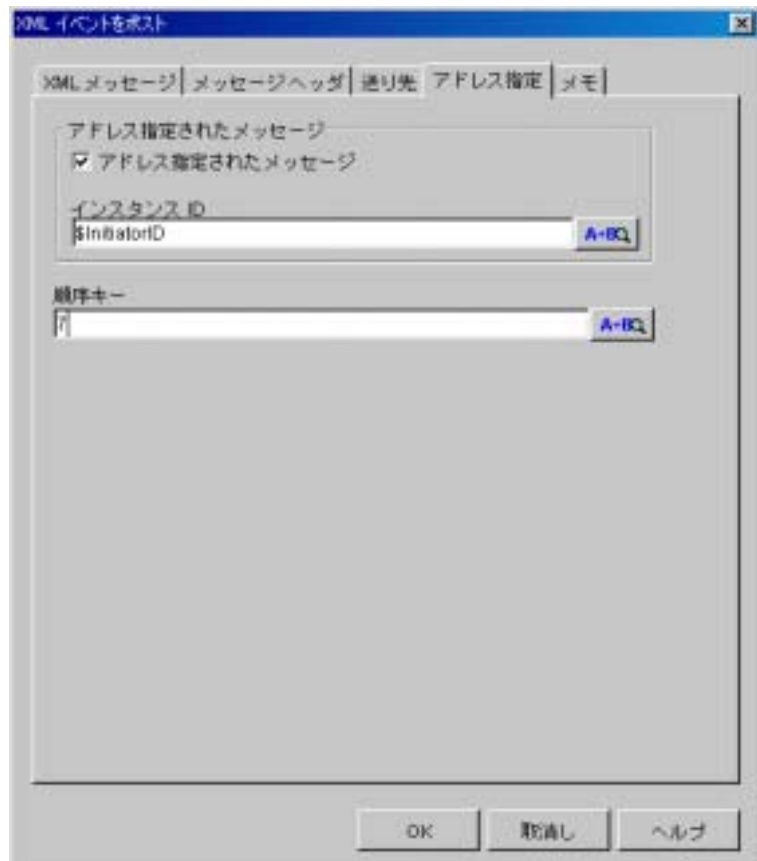 XML イベントをポスト
XML メッセージ メッセージヘッダ 送り先 アドレス指定 メモ
アドレス指定されたメッセージ
アドレス指定されたメッセージ
インスタンス ID
$InitiatorID
A+B
順序キー
7
A+B
OK 取消し ヘルプ